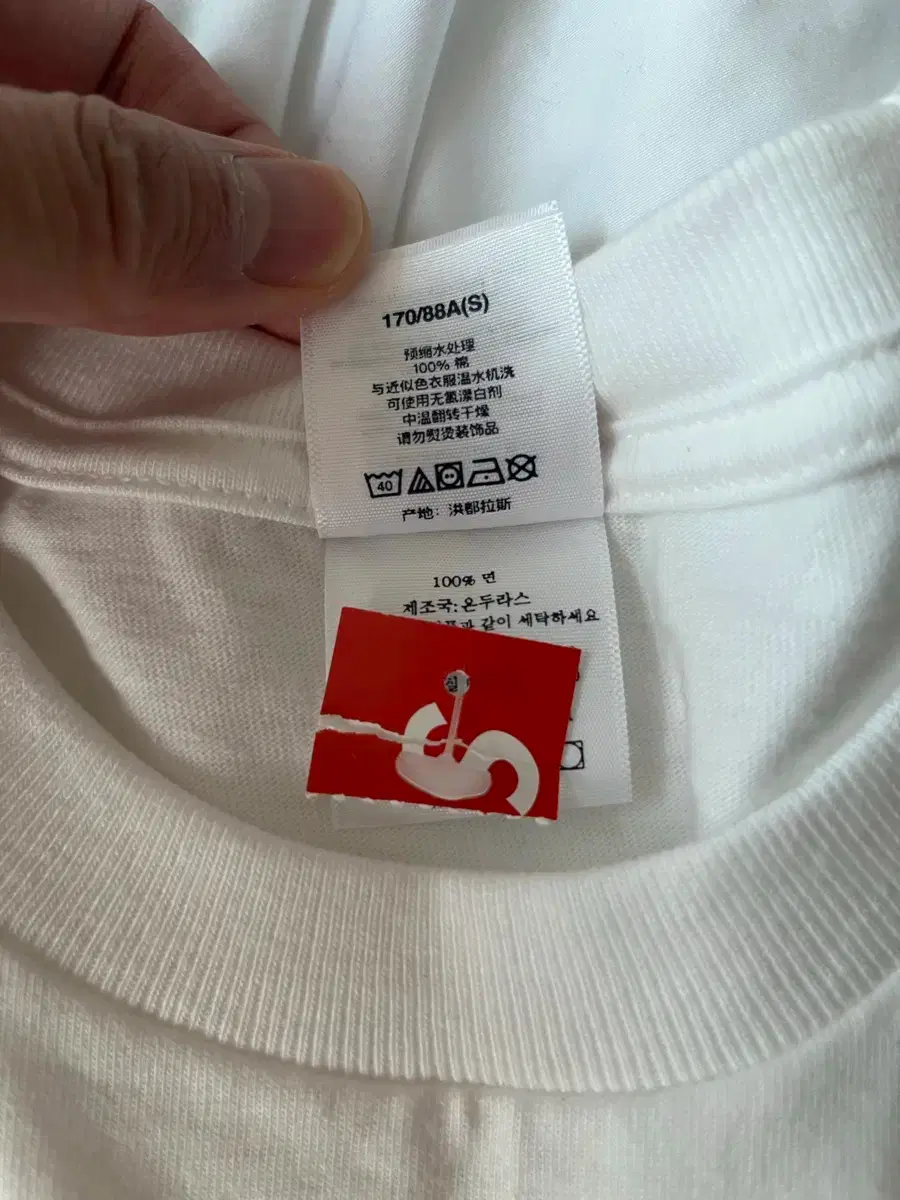 170/88A(S)
预缩水处理
100% 棉
与近似色衣服温水机洗
可使用无氯漂白剂
中温翻转干燥
请勿熨烫装饰品
40
产地: 洪都拉斯
100% 면
제조국: 온두라스
같이 세탁하세요